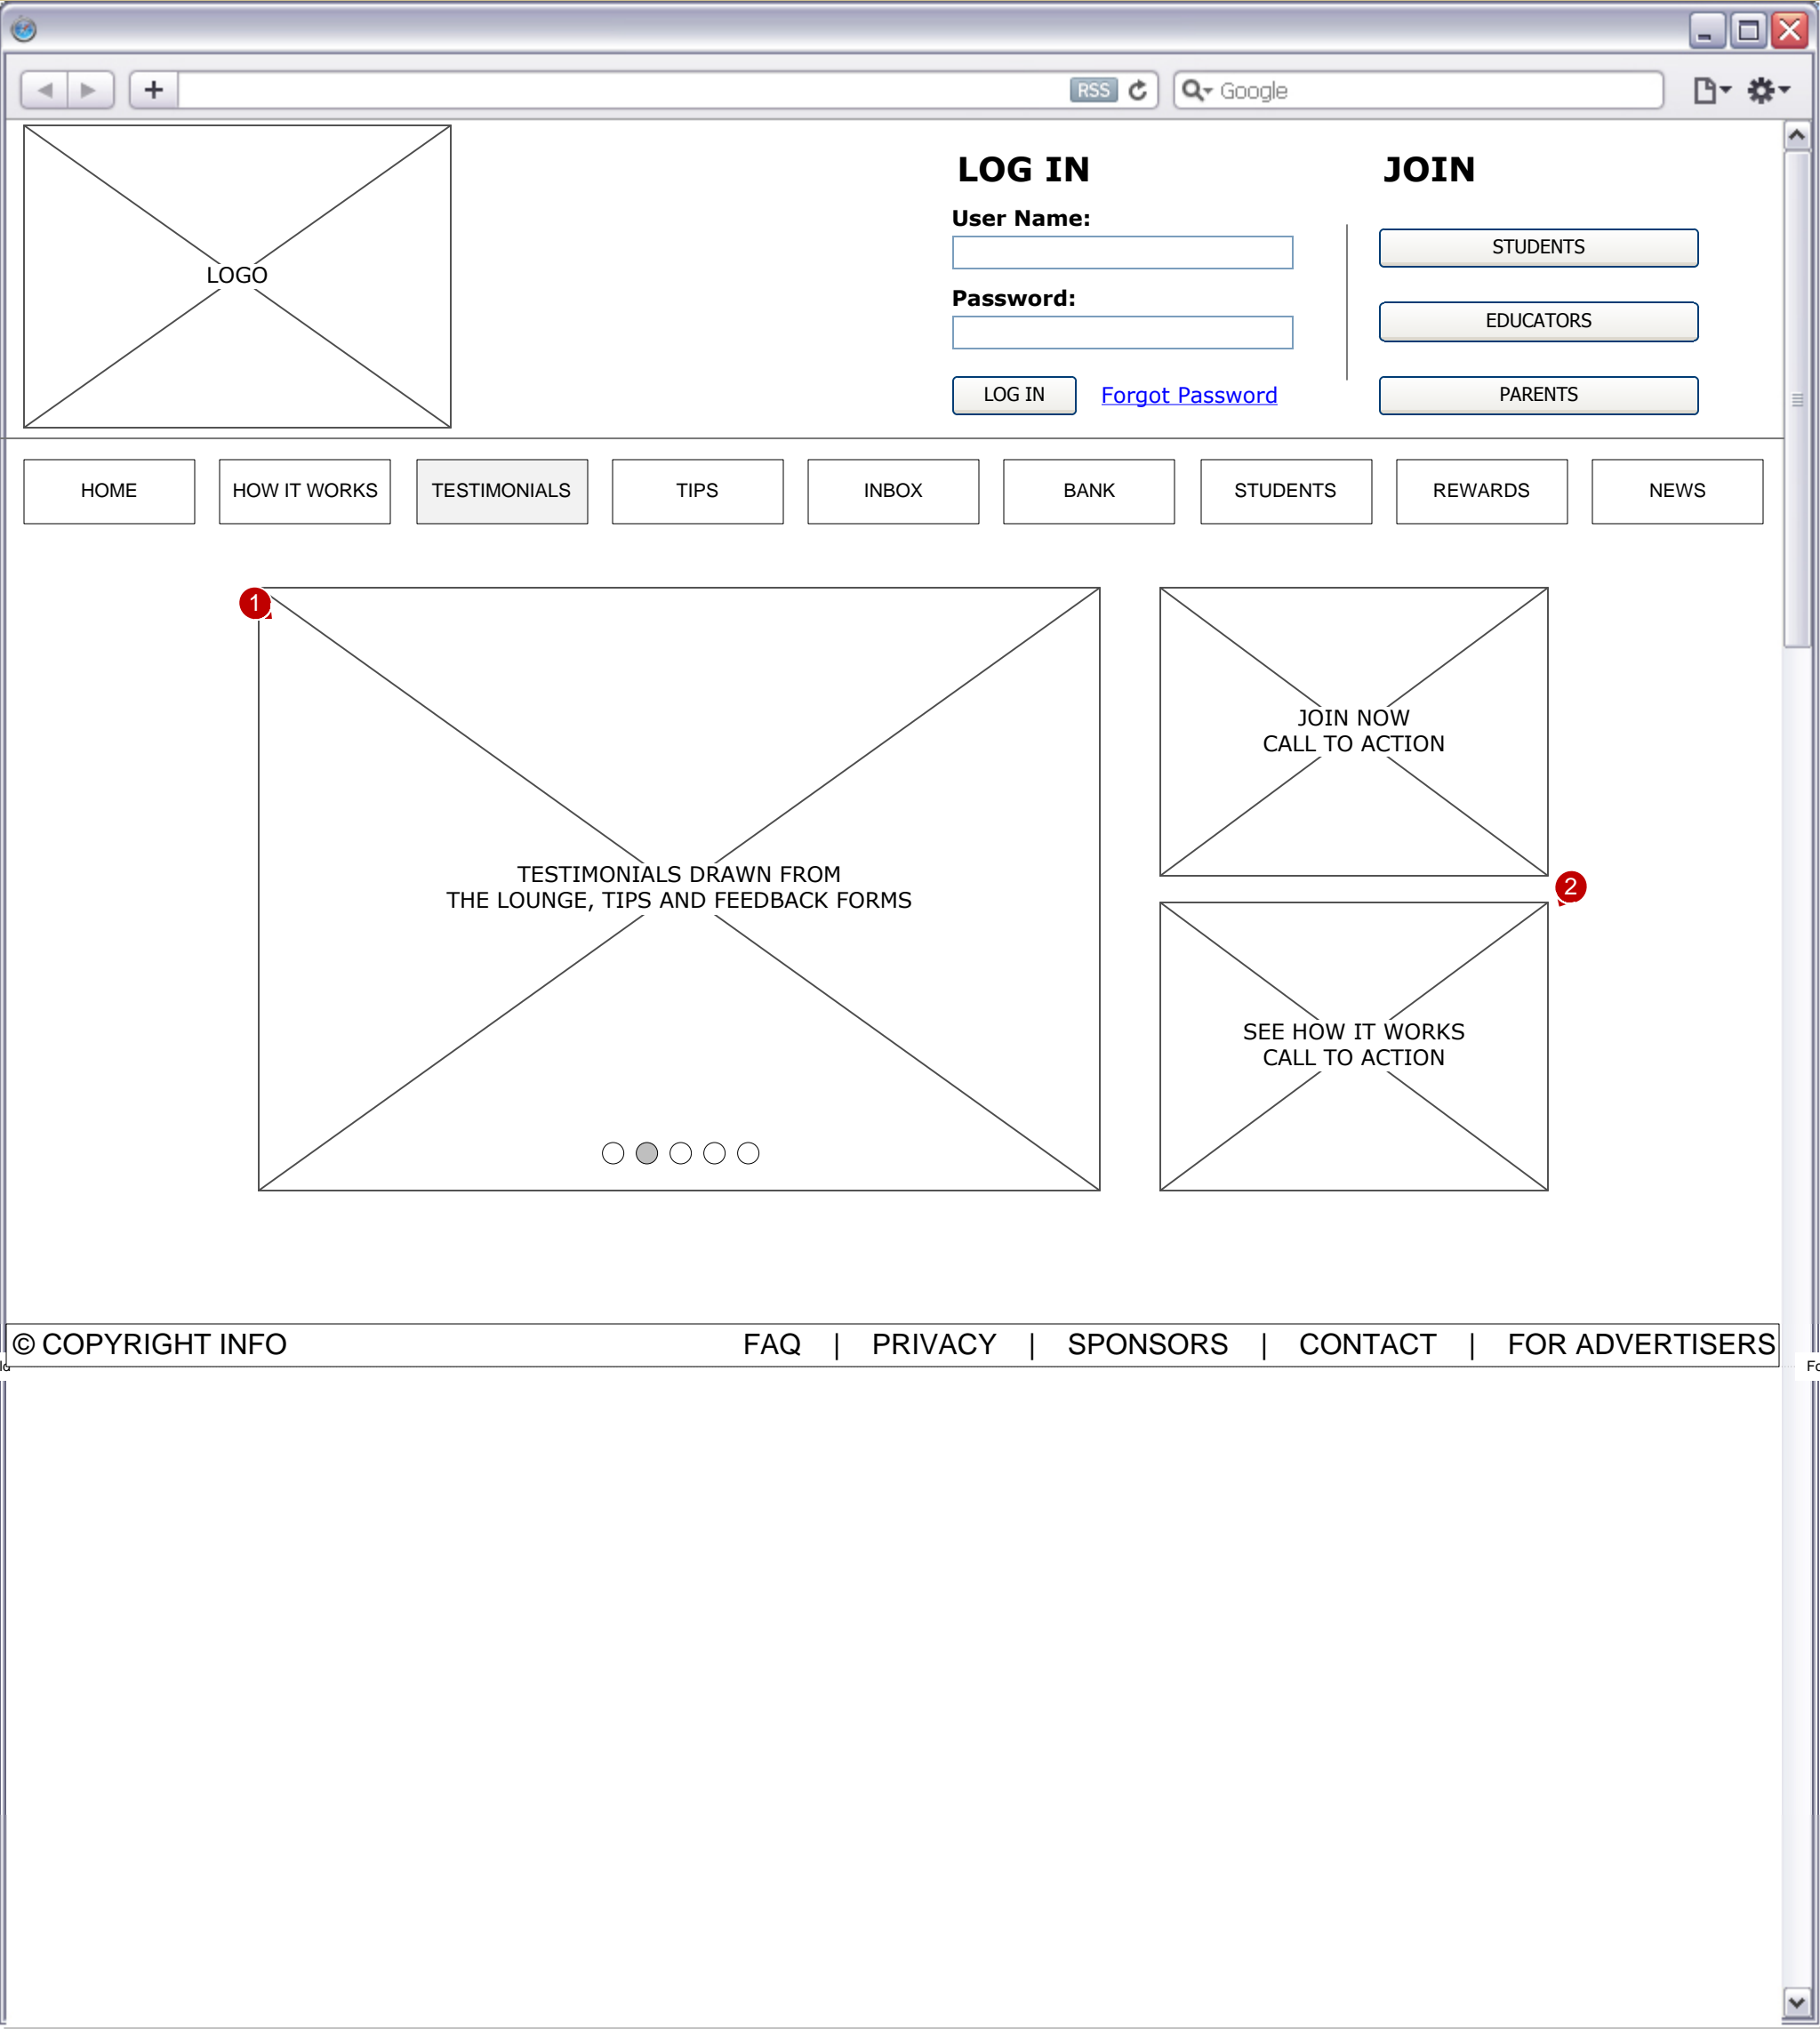 RSS
Google
LOGO
LOG IN
User Name:
Password:
LOG IN Forgot Password
JOIN
STUDENTS
EDUCATORS
PARENTS
HOME HOW IT WORKS TESTIMONIALS TIPS INBOX BANK STUDENTS REWARDS NEWS
1
TESTIMONIALS DRAWN FROM
THE LOUNGE, TIPS AND FEEDBACK FORMS
JOIN NOW
CALL TO ACTION
2
SEE HOW IT WORKS
CALL TO ACTION
© COPYRIGHT INFO FAQ | PRIVACY | SPONSORS | CONTACT | FOR ADVERTISERS